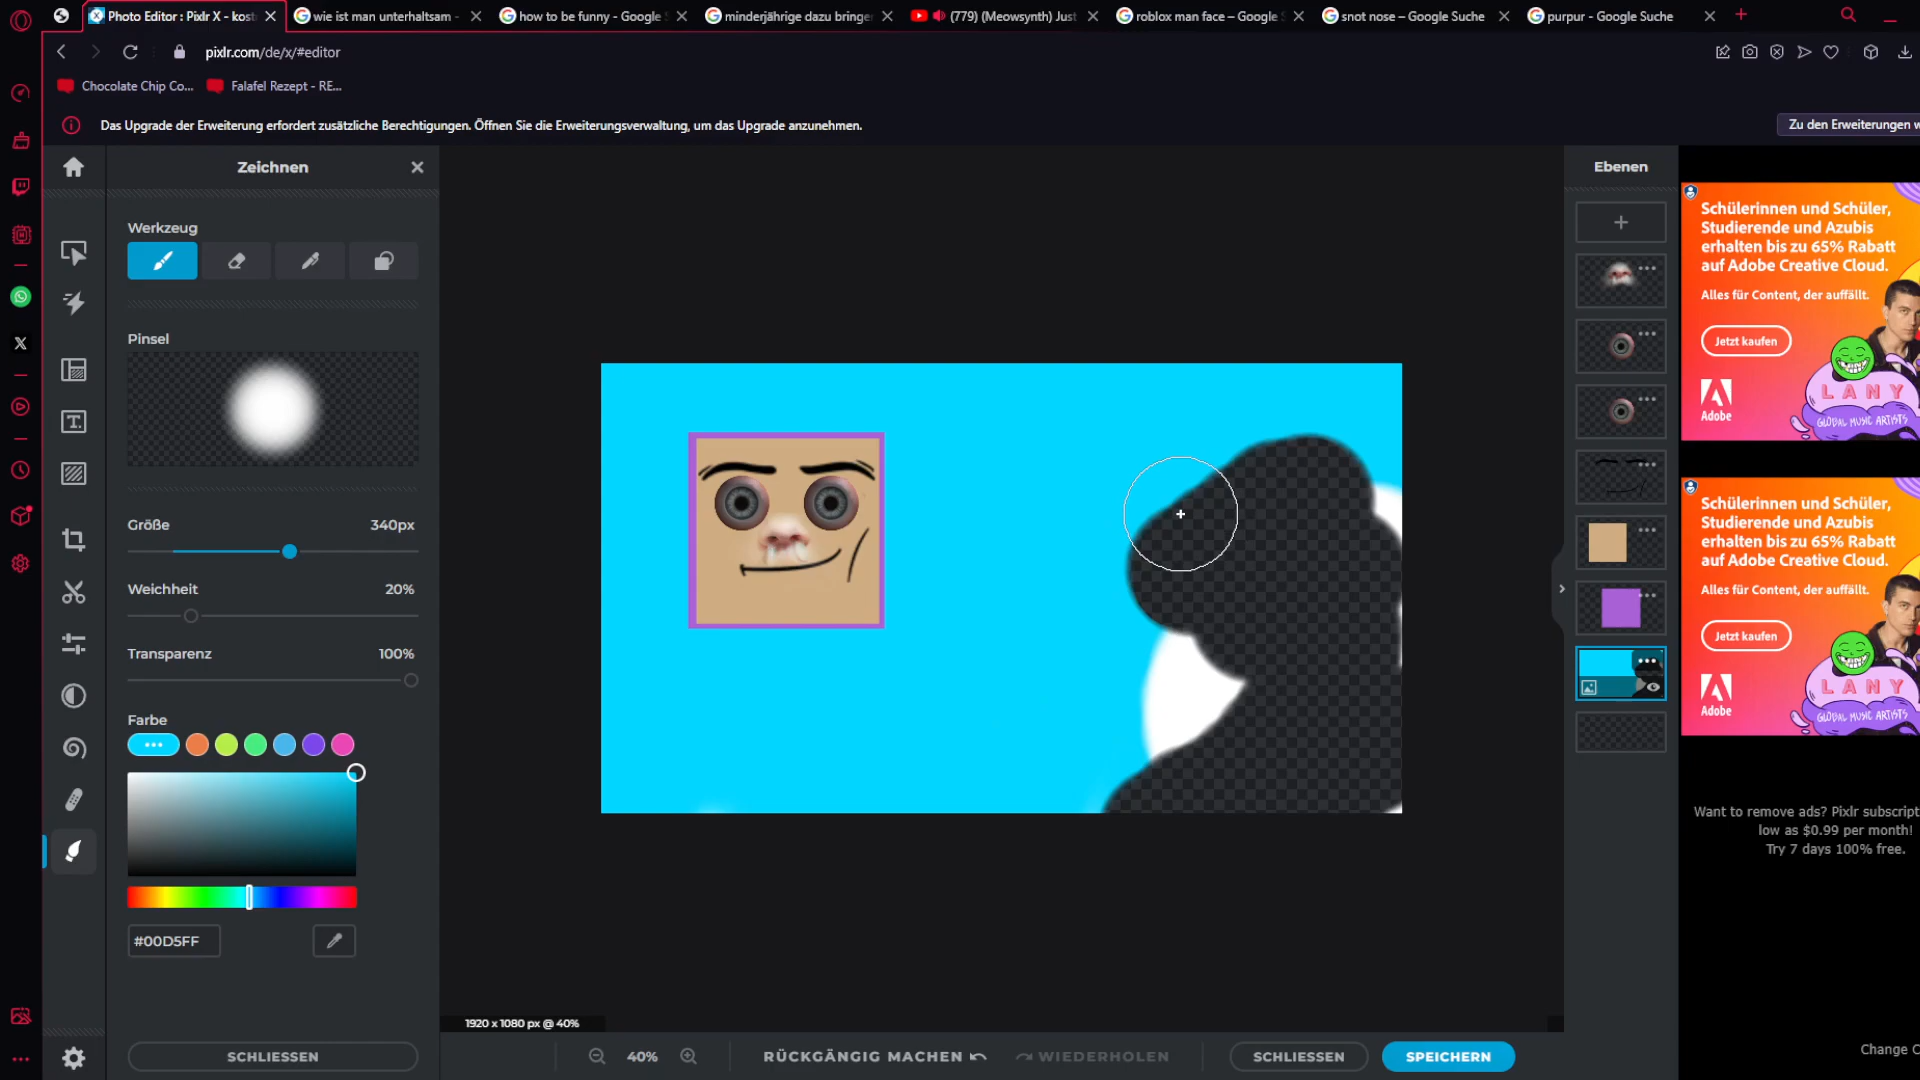 Photo Editor : Pixlr X - kost
wie ist man unterhaltsam -
how to be funny - Google
minderjährige dazu bringen
(779) (Meowsynth) Just
roblox man face – Google S
snot nose – Google Suche
purpur - Google Suche
pixlr.com/de/x/#editor
Chocolate Chip Co...
Falafel Rezept - RE...
Das Upgrade der Erweiterung erfordert zusätzliche Berechtigungen. Öffnen Sie die Erweiterungsverwaltung, um das Upgrade anzunehmen.
Zu den Erweiterungen w
Zeichnen
Werkzeug
Pinsel
Größe 340px
Weichheit 20%
Transparenz 100%
Farbe
#00D5FF
SCHLIESSEN
1920 x 1080 px @ 40%
40%
RÜCKGÄNGIG MACHEN
WIEDERHOLEN
SCHLIESSEN
SPEICHERN
Ebenen
Schülerinnen und Schüler,
Studierende und Azubis
erhalten bis zu 65% Rabatt
auf Adobe Creative Cloud.
Alles für Content, der auffällt.
Jetzt kaufen
Adobe
LANY
GLOBAL MUSIC ARTISTS
Schülerinnen und Schüler,
Studierende und Azubis
erhalten bis zu 65% Rabatt
auf Adobe Creative Cloud.
Alles für Content, der auffällt.
Jetzt kaufen
Adobe
LANY
GLOBAL MUSIC ARTISTS
Want to remove ads? Pixlr subscript
low as $0.99 per month!
Try 7 days 100% free.
Change C